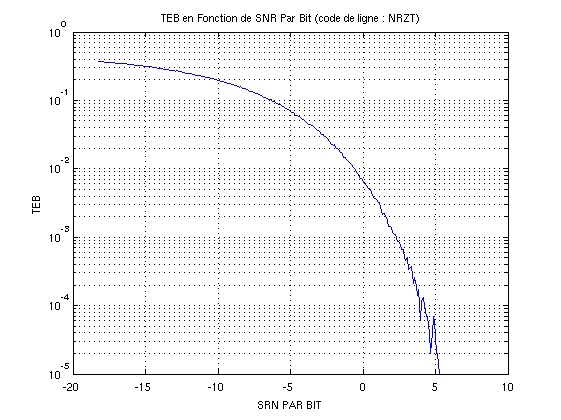 TEB en Fonction de SNR Par Bit (code de ligne : NRZT)
10^0
10^-1
10^-2
10^-3
10^-4
10^-5
TEB
-20 -15 -10 -5 0 5 10
SRN PAR BIT